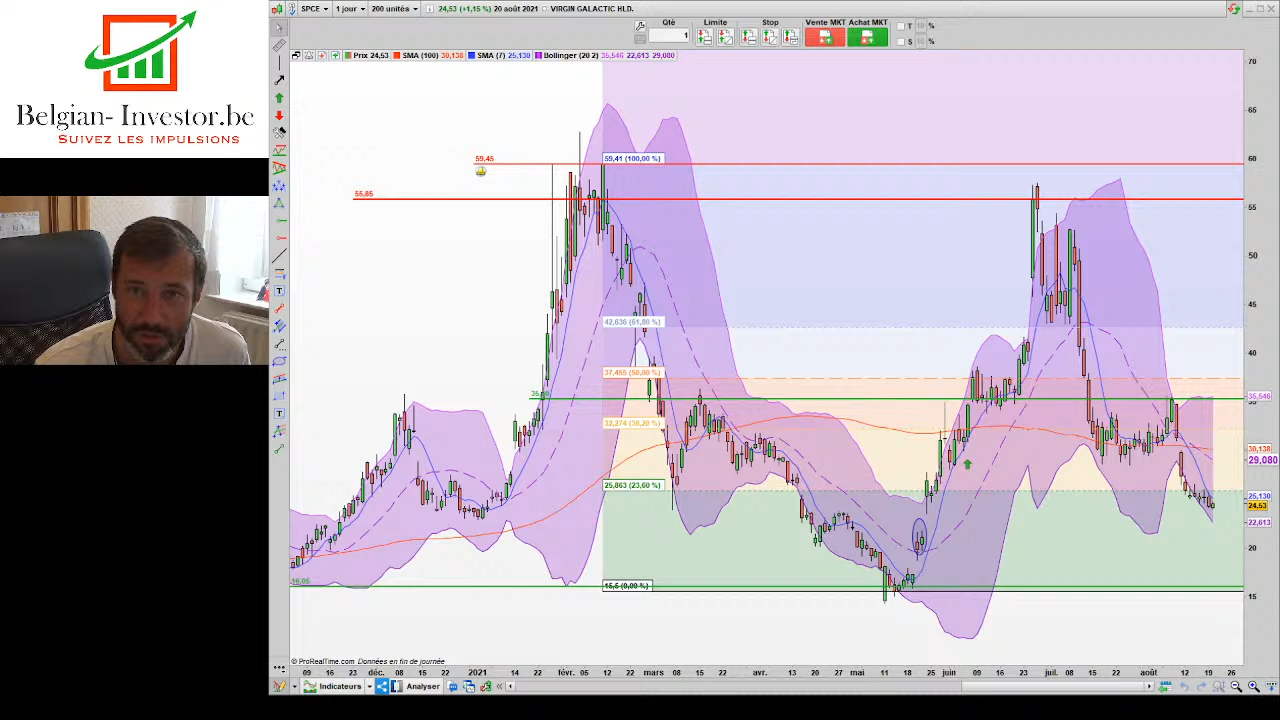 SPCE
1 jour
200 unités
24,53 (+1,15 %) 20 août 2021
VIRGIN GALACTIC HLD.
Qté
Limite
Stop
Vente MKT
Achat MKT
1
T
%
S
%
Prix 24,53
SMA (100) 30,138
SMA (7) 25,130
Bollinger (20 2) 35,546 22,613 29,080
Belgian- Investor.be
SUIVEZ LES IMPULSIONS
59,45
55,85
59,41 (100,00 %)
42,636 (61,80 %)
37,455 (50,00 %)
32,274 (38,20 %)
25,863 (23,60 %)
15,5 (0,00 %)
16,05
70
65
60
55
50
45
40
35,546
30,138
29,080
25,130
24,53
22,613
20
15
© ProRealTime.com Données en fin de journée
09 16 23 déc. 08 15 22 2021 14 22 févr. 05 12 22 mars 08 15 22 avr. 13 20 27 mai 11 18 25 juin 09 16 23 juil. 08 15 22 août 12 19 26
Indicateurs
Analyser